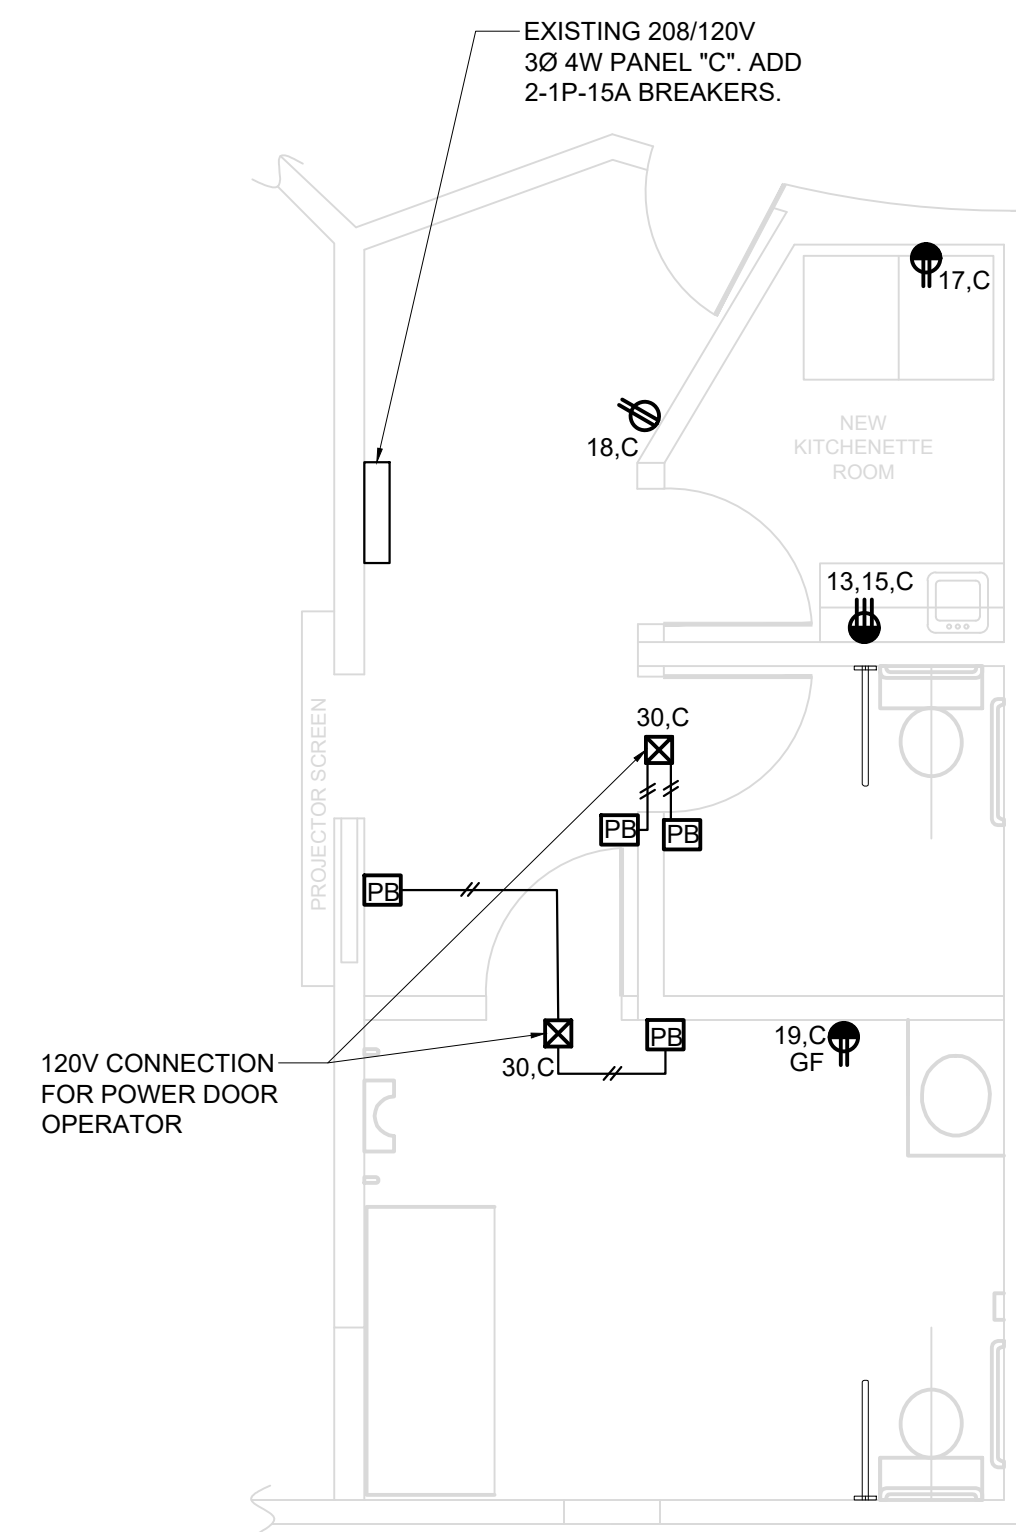 EXISTING 208/120V
3Ø 4W PANEL "C". ADD
2-1P-15A BREAKERS.
17,C
18,C
NEW
KITCHENETTE
ROOM
13,15,C
PROJECTOR SCREEN
30,C
PB
PB
PB
PB
19,C
GF
30,C
120V CONNECTION
FOR POWER DOOR
OPERATOR